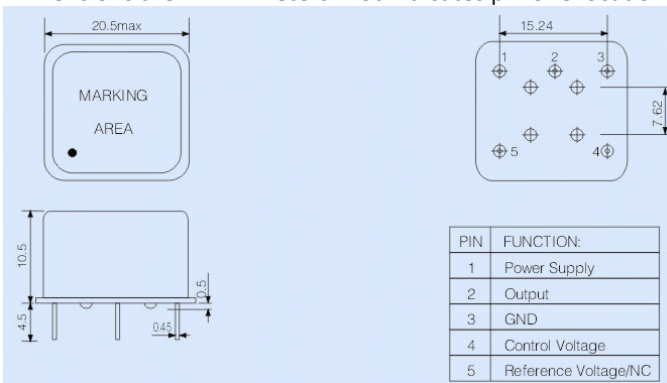 20.5max
MARKING
AREA
15.24
1 2 3
7.62
5 4
10.5
4.5
0.5
0.45
PIN FUNCTION:
1 Power Supply
2 Output
3 GND
4 Control Voltage
5 Reference Voltage/NC